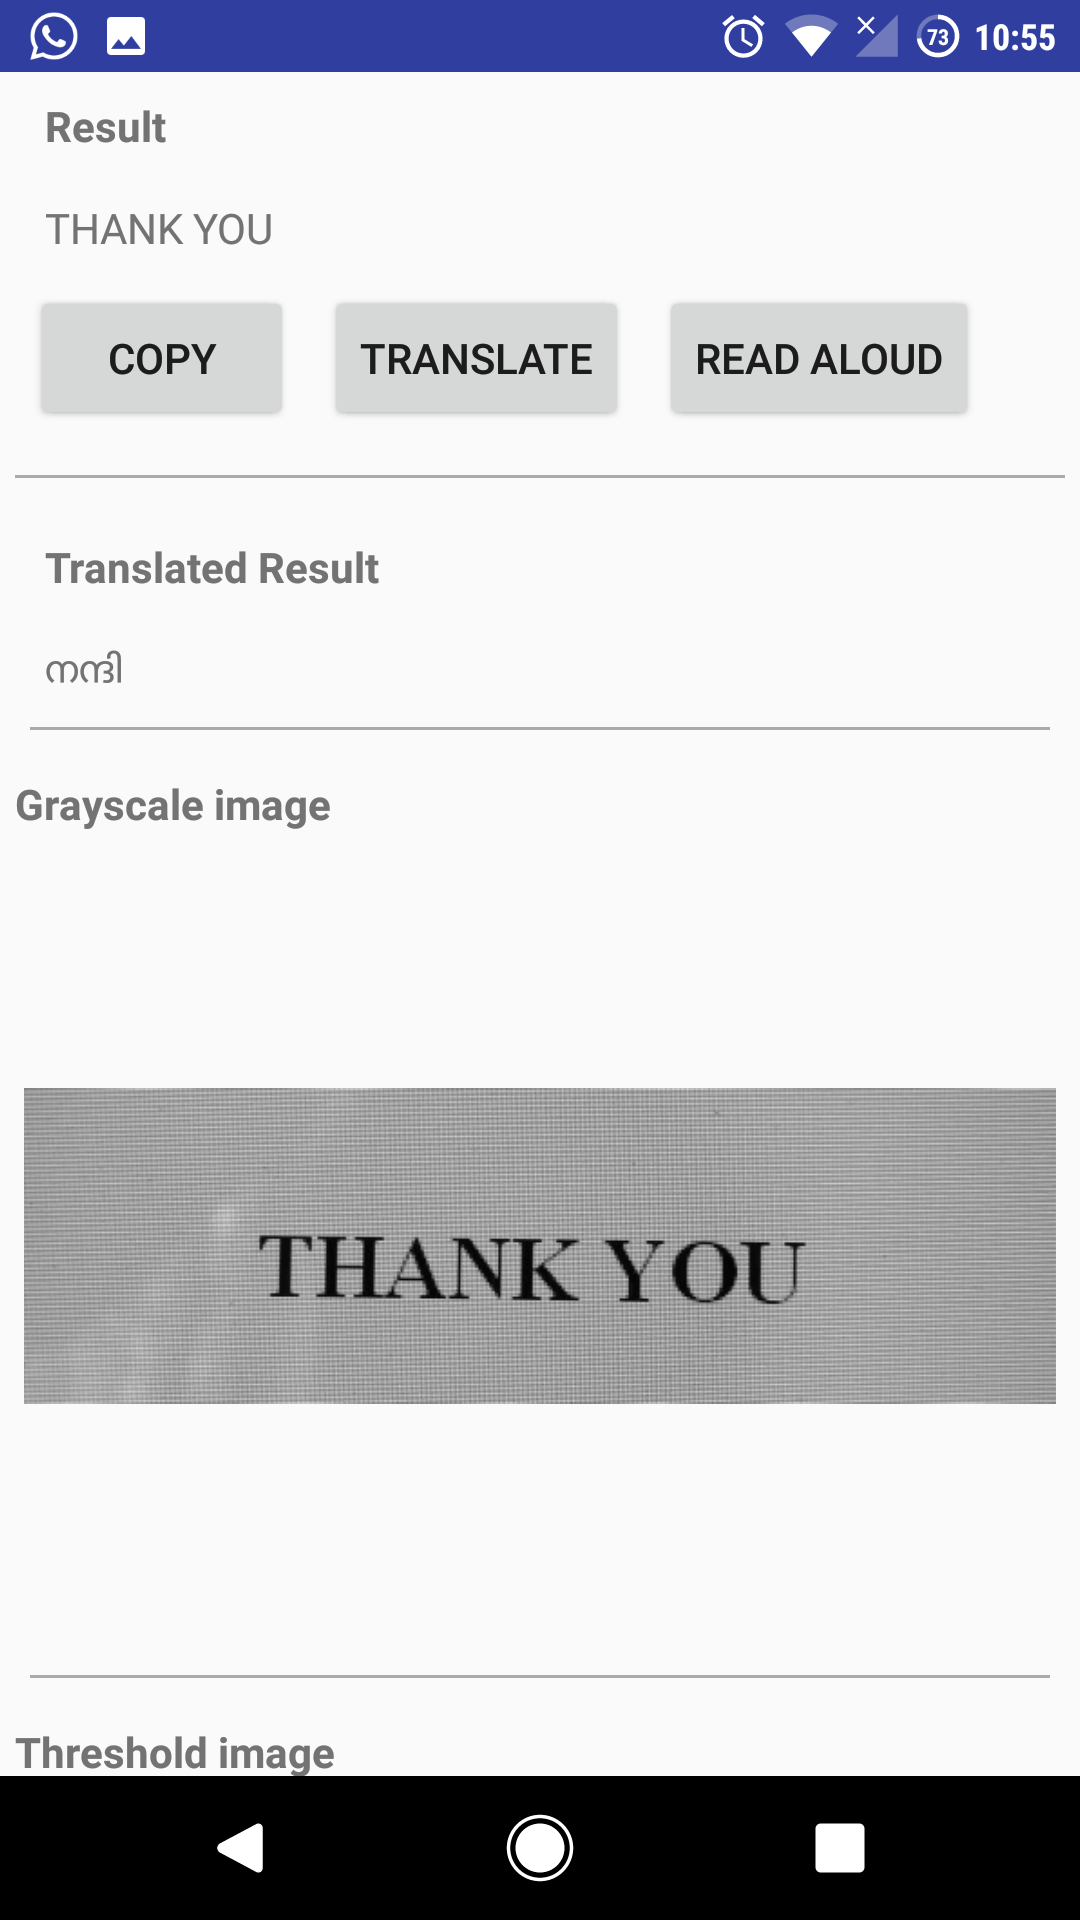 73 10:55
Result
THANK YOU
COPY TRANSLATE READ ALOUD
Translated Result
നന്ദി
Grayscale image
THANK YOU
Threshold image